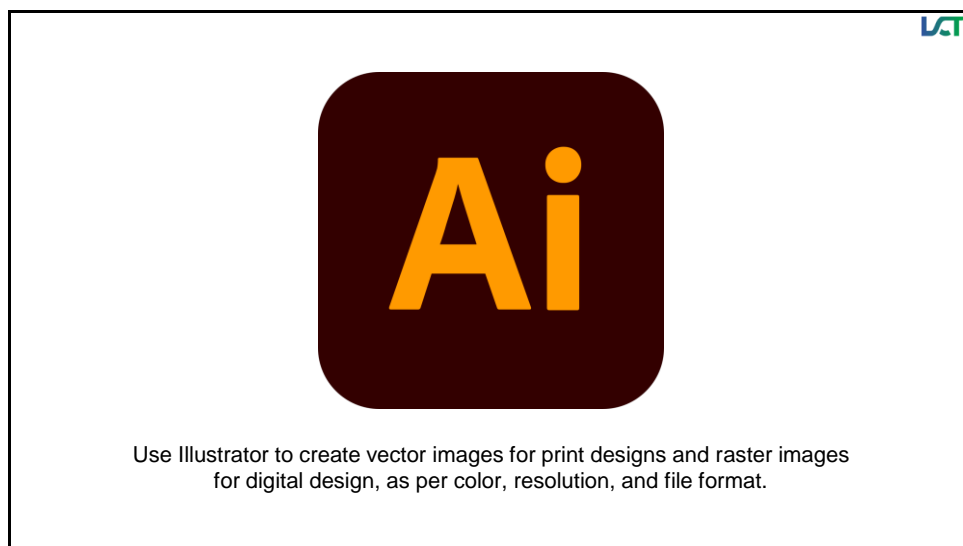 LCT
Ai
Use Illustrator to create vector images for print designs and raster images
for digital design, as per color, resolution, and file format.